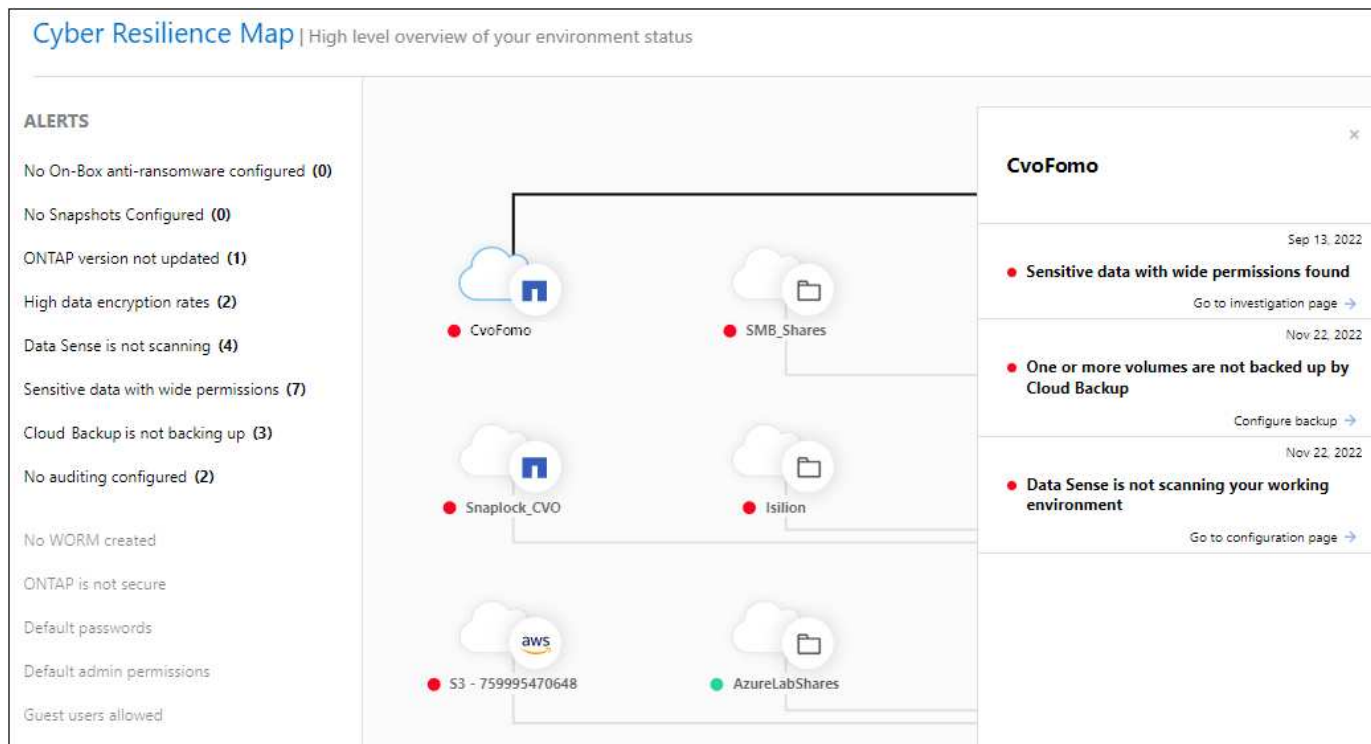 Cyber Resilience Map | High level overview of your environment status
ALERTS
No On-Box anti-ransomware configured (0)
No Snapshots Configured (0)
ONTAP version not updated (1)
High data encryption rates (2)
Data Sense is not scanning (4)
Sensitive data with wide permissions (7)
Cloud Backup is not backing up (3)
No auditing configured (2)
No WORM created
ONTAP is not secure
Default passwords
Default admin permissions
Guest users allowed
CvoFomo
SMB_Shares
Snaplock_CVO
Isilion
aws
S3 - 759995470648
AzureLabShares
×
CvoFomo
Sep 13, 2022
Sensitive data with wide permissions found
Go to investigation page →
Nov 22, 2022
One or more volumes are not backed up by
Cloud Backup
Configure backup →
Nov 22, 2022
Data Sense is not scanning your working
environment
Go to configuration page →